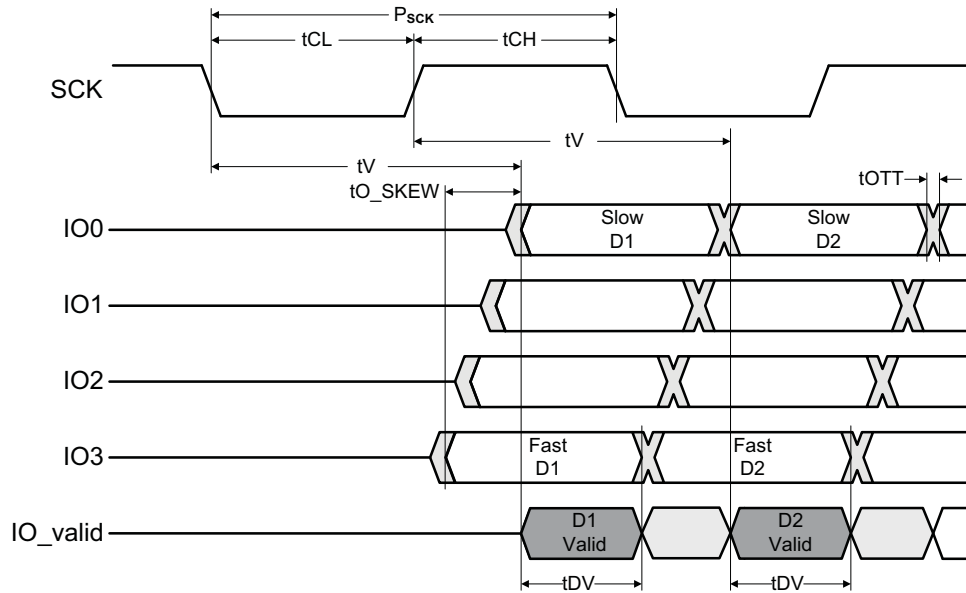 PSCK
tCL
tCH
SCK
tV
tV
tO_SKEW
tOTT
IO0
Slow
D1
Slow
D2
IO1
IO2
IO3
Fast
D1
Fast
D2
IO_valid
D1
Valid
D2
Valid
tDV
tDV